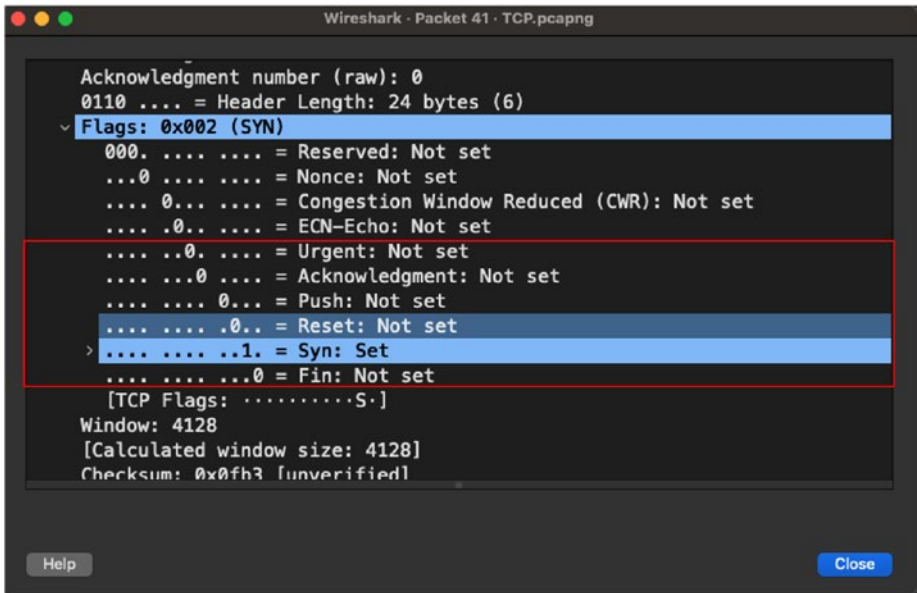 Wireshark · Packet 41 · TCP.pcapng
Acknowledgment number (raw): 0
0110 .... = Header Length: 24 bytes (6)
Flags: 0x002 (SYN)
000. .... .... = Reserved: Not set
...0 .... .... = Nonce: Not set
.... 0... .... = Congestion Window Reduced (CWR): Not set
.... .0.. .... = ECN-Echo: Not set
.... ..0. .... = Urgent: Not set
.... ...0 .... = Acknowledgment: Not set
.... .... 0... = Push: Not set
.... .... .0.. = Reset: Not set
.... .... ..1. = Syn: Set
.... .... ...0 = Fin: Not set
[TCP Flags: ··········S·]
Window: 4128
[Calculated window size: 4128]
Checksum: 0x0fb3 [unverified]
Help
Close